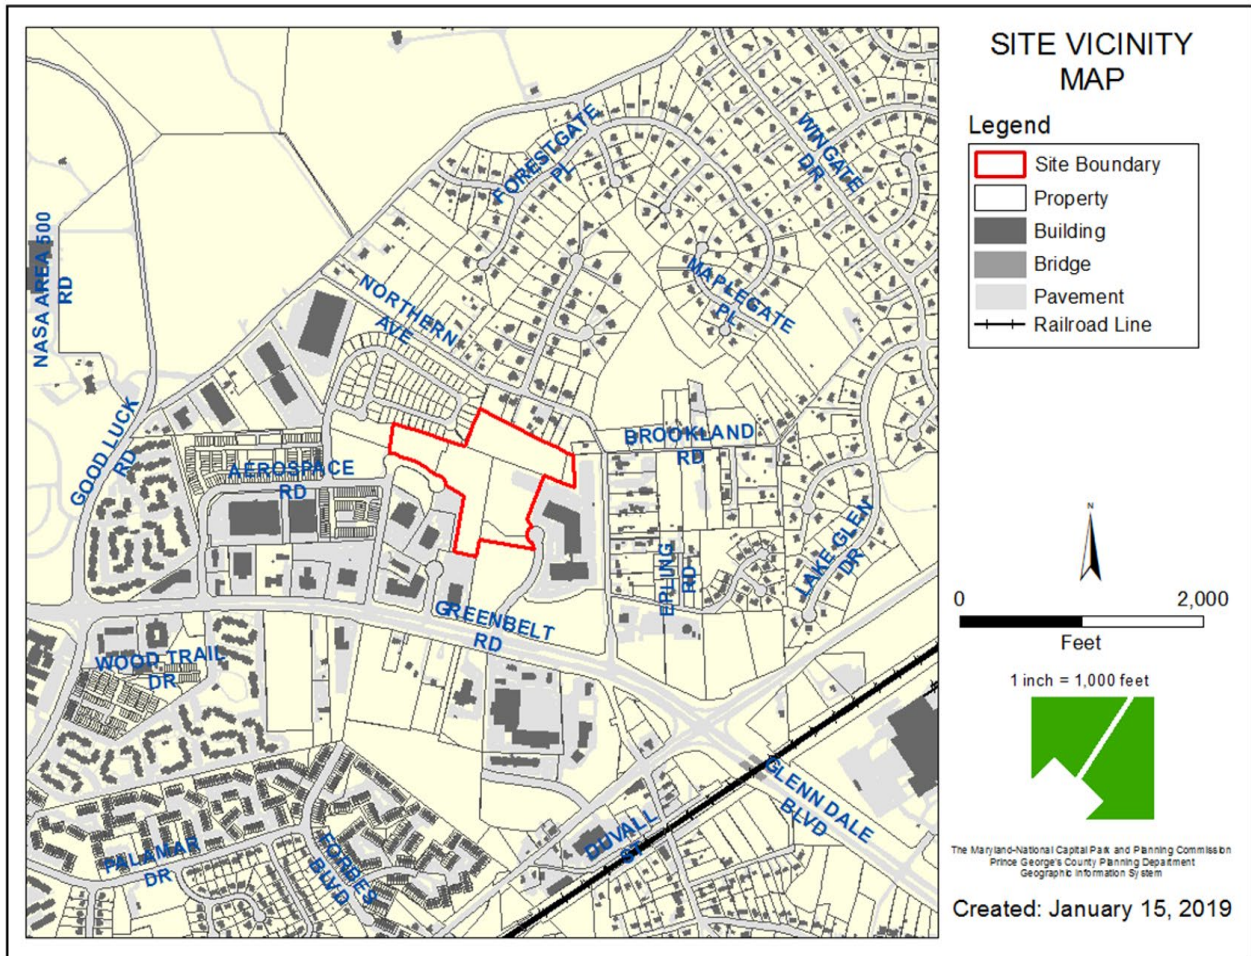 SITE VICINITY
MAP
Legend
Site Boundary
Property
Building
Bridge
Pavement
Railroad Line
N
0 2,000
Feet
1 inch = 1,000 feet
The Maryland-National Capital Park and Planning Commission
Prince George's County Planning Department
Geographic Information System
Created: January 15, 2019
FORESTGATE
PL
WINGATE
DR
NASA AREA 500
RD
NORTHERN
AVE
MAPLEGATE
PL
GOOD LUCK
RD
AEROSPACE
RD
BROOKLAND
RD
LAKE GLEN
DR
ERLING
RD
GREENBELT
RD
WOOD TRAIL
DR
GLENN DALE
BLVD
DUVALL
ST
PALAMAR
DR
FORBES
BLVD